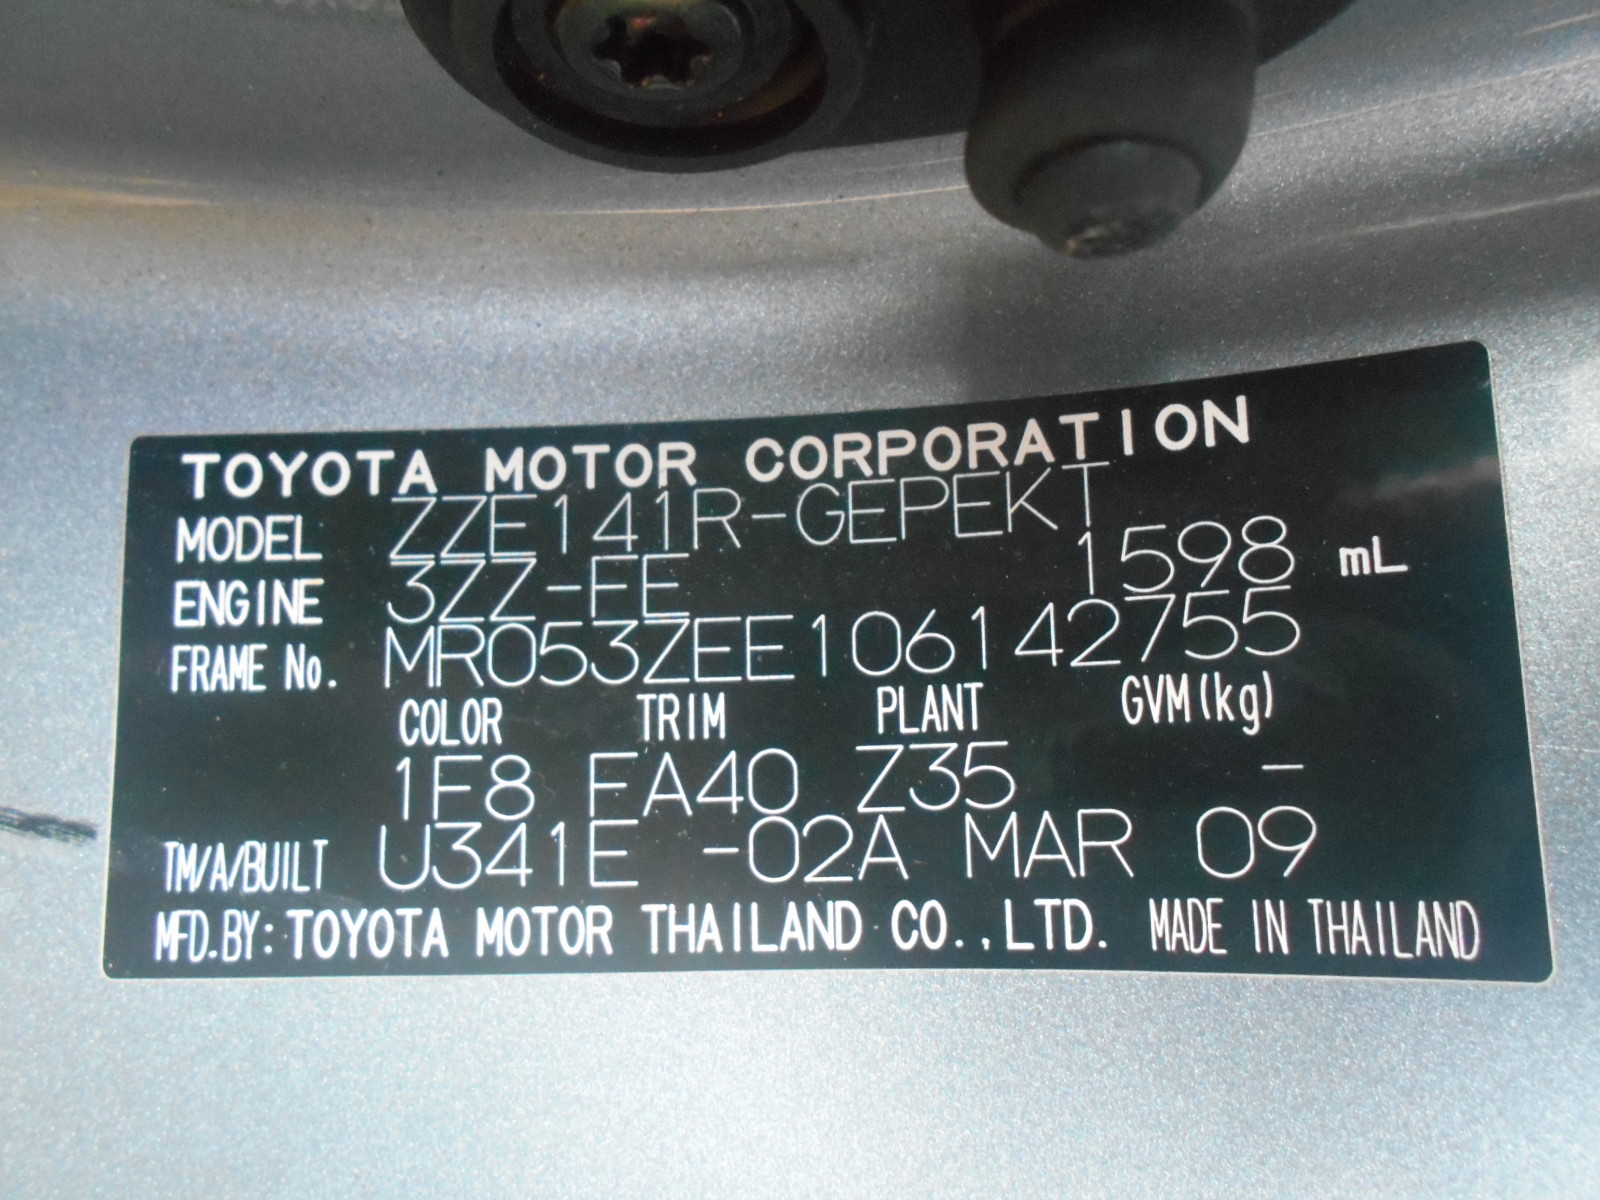 TOYOTA MOTOR CORPORATION
MODEL ZZE141R-GEPEKT
ENGINE 3ZZ-FE 1598 mL
FRAME No. MR053ZEE106142755
COLOR TRIM PLANT GVM(kg)
1F8 FA40 Z35 -
TM/A/BUILT U341E -02A MAR 09
MFD.BY: TOYOTA MOTOR THAILAND CO.,LTD. MADE IN THAILAND